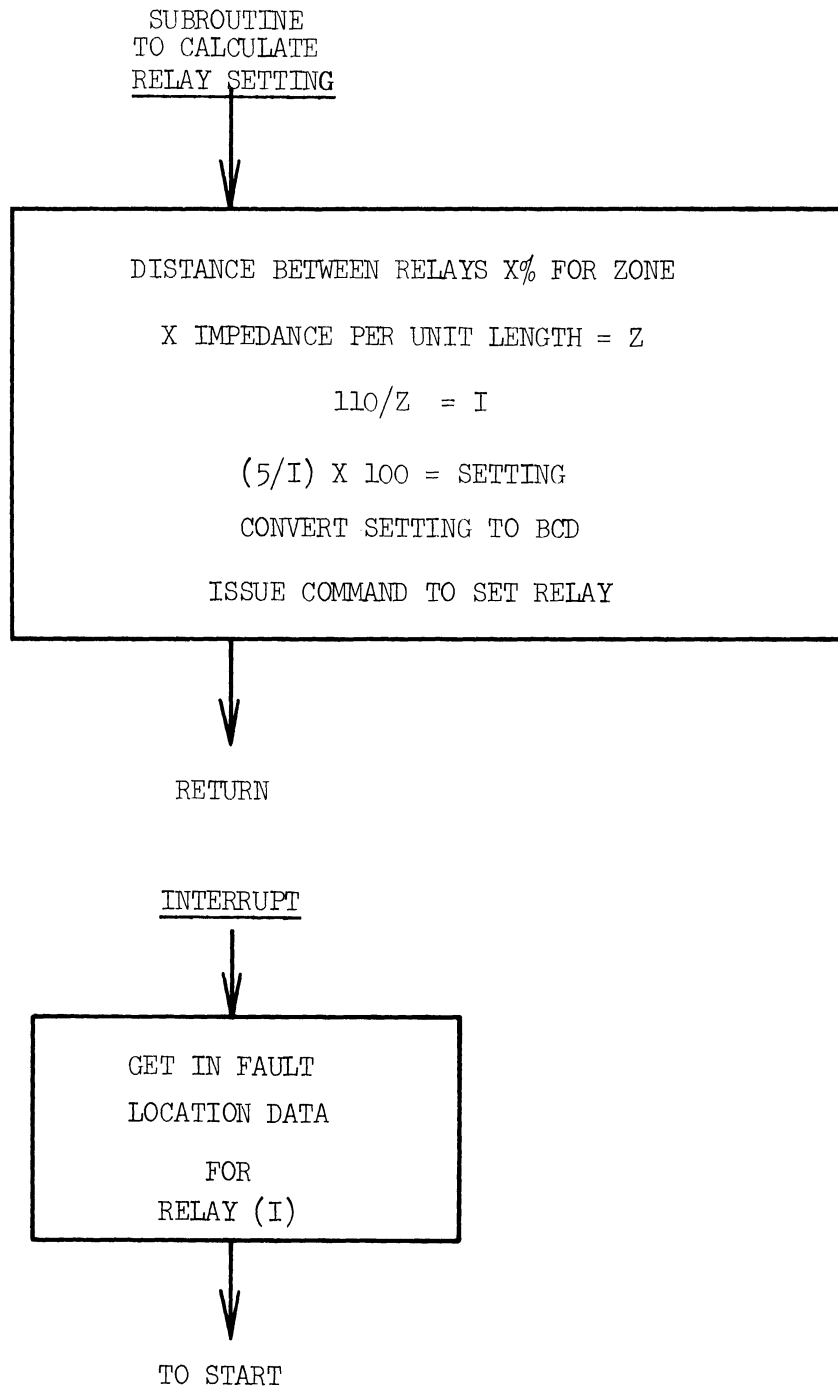 SUBROUTINE
TO CALCULATE
RELAY SETTING
DISTANCE BETWEEN RELAYS X% FOR ZONE
X IMPEDANCE PER UNIT LENGTH = Z
110/Z = I
(5/I) X 100 = SETTING
CONVERT SETTING TO BCD
ISSUE COMMAND TO SET RELAY
RETURN
INTERRUPT
GET IN FAULT
LOCATION DATA
FOR
RELAY (I)
TO START